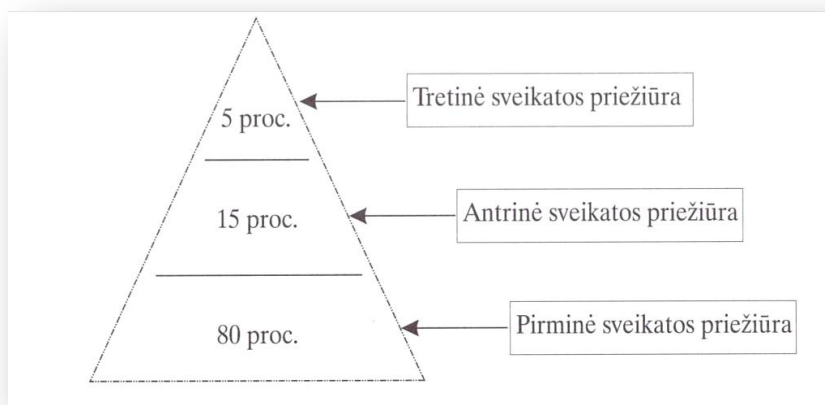 5 proc.
Tretinė sveikatos priežiūra
15 proc.
Antrinė sveikatos priežiūra
80 proc.
Pirminė sveikatos priežiūra